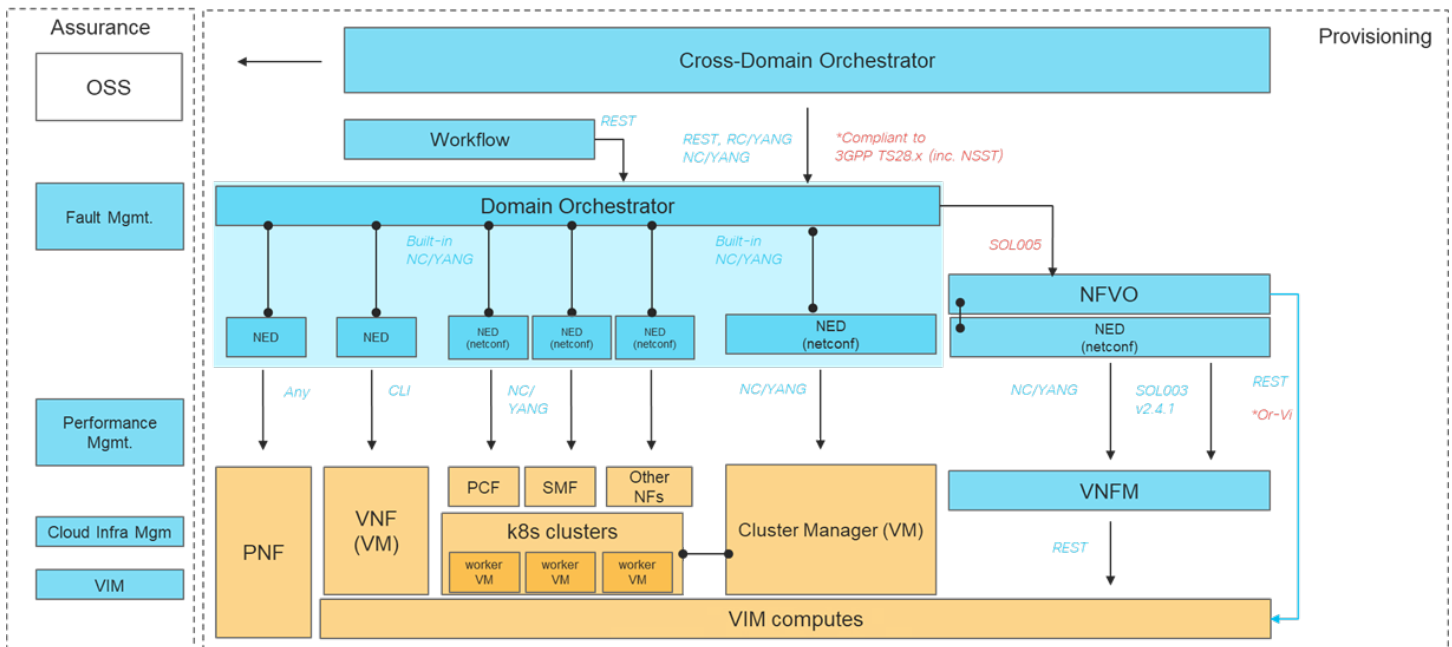 Assurance
Provisioning
OSS
Cross-Domain Orchestrator
Workflow
REST
REST, RC/YANG
NC/YANG
*Compliant to
3GPP TS28.x (inc. NSST)
Fault Mgmt.
Domain Orchestrator
Built-in
NC/YANG
Built-in
NC/YANG
SOL005
NFVO
NED
(netconf)
NED
NED
NED
(netconf)
NED
(netconf)
NED
(netconf)
NED
(netconf)
Any
CLI
NC/
YANG
NC/YANG
NC/YANG
SOL003
v2.4.1
REST
*Or-Vi
Performance
Mgmt.
PNF
VNF
(VM)
PCF
SMF
Other
NFs
k8s clusters
worker
VM
worker
VM
worker
VM
Cluster Manager (VM)
VNFM
REST
Cloud Infra Mgm
VIM
VIM computes